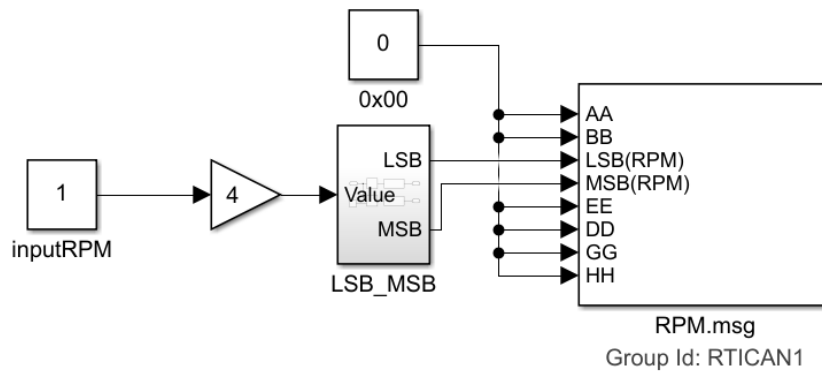 0
0x00
1
inputRPM
4
LSB
Value
MSB
LSB_MSB
AA
BB
LSB(RPM)
MSB(RPM)
EE
DD
GG
HH
RPM.msg
Group Id: RTICAN1